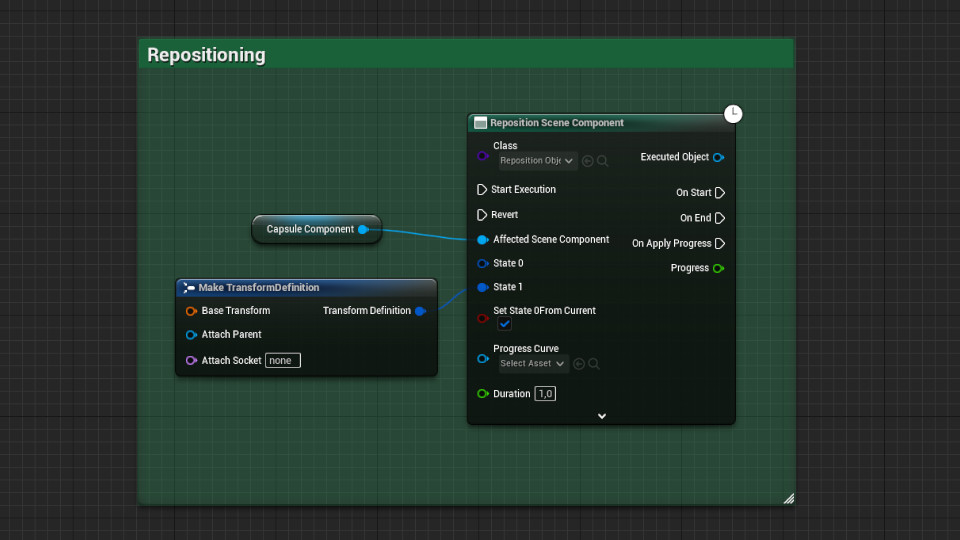 Repositioning
Reposition Scene Component
Class
Reposition Obje
Executed Object
Start Execution
On Start
Revert
On End
Capsule Component
Affected Scene Component
On Apply Progress
State 0
Progress
Make TransformDefinition
State 1
Base Transform
Transform Definition
Set State 0From Current
Attach Parent
Progress Curve
Attach Socket none
Select Asset
Duration 1,0